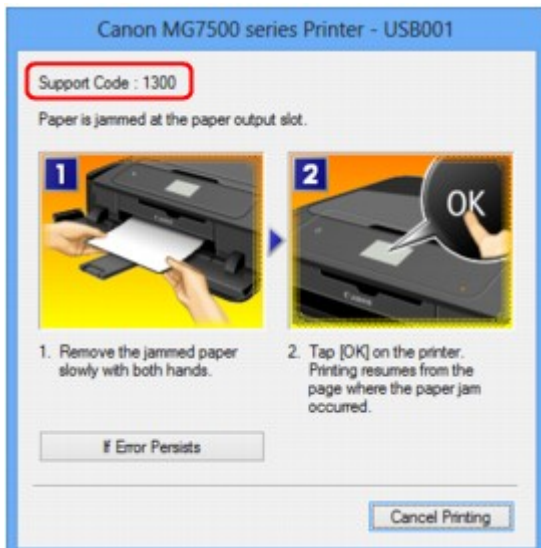 Canon MG7500 series Printer - USB001
Support Code : 1300
Paper is jammed at the paper output slot.
1
2
OK
Canon
Canon
1. Remove the jammed paper
slowly with both hands.
2. Tap [OK] on the printer.
Printing resumes from the
page where the paper jam
occurred.
If Error Persists
Cancel Printing